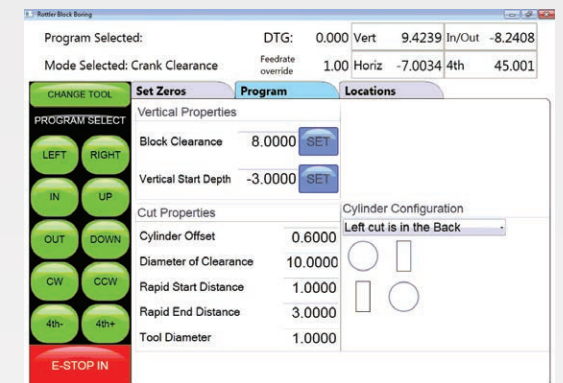 Rottler Block Boring
Program Selected: DTG: 0.000 Vert 9.4239 In/Out -8.2408
Mode Selected: Crank Clearance Feedrate override 1.00 Horiz -7.0034 4th 45.001
CHANGE TOOL Set Zeros Program Locations
PROGRAM SELECT
Vertical Properties
LEFT RIGHT Block Clearance 8.0000 SET
IN UP Vertical Start Depth -3.0000 SET
Cut Properties Cylinder Configuration
OUT DOWN Cylinder Offset 0.6000 Left cut is in the Back
Diameter of Clearance 10.0000
CW CCW Rapid Start Distance 1.0000
4th- 4th+ Rapid End Distance 3.0000
Tool Diameter 1.0000
E-STOP IN